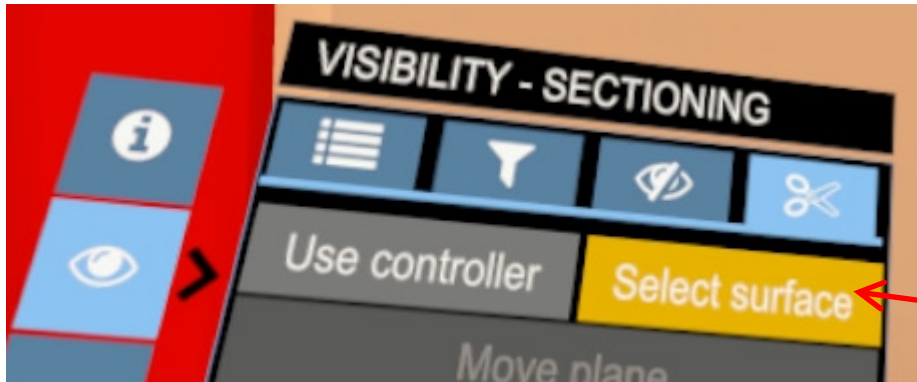 VISIBILITY - SECTIONING
Use controller
Select surface
Move plane